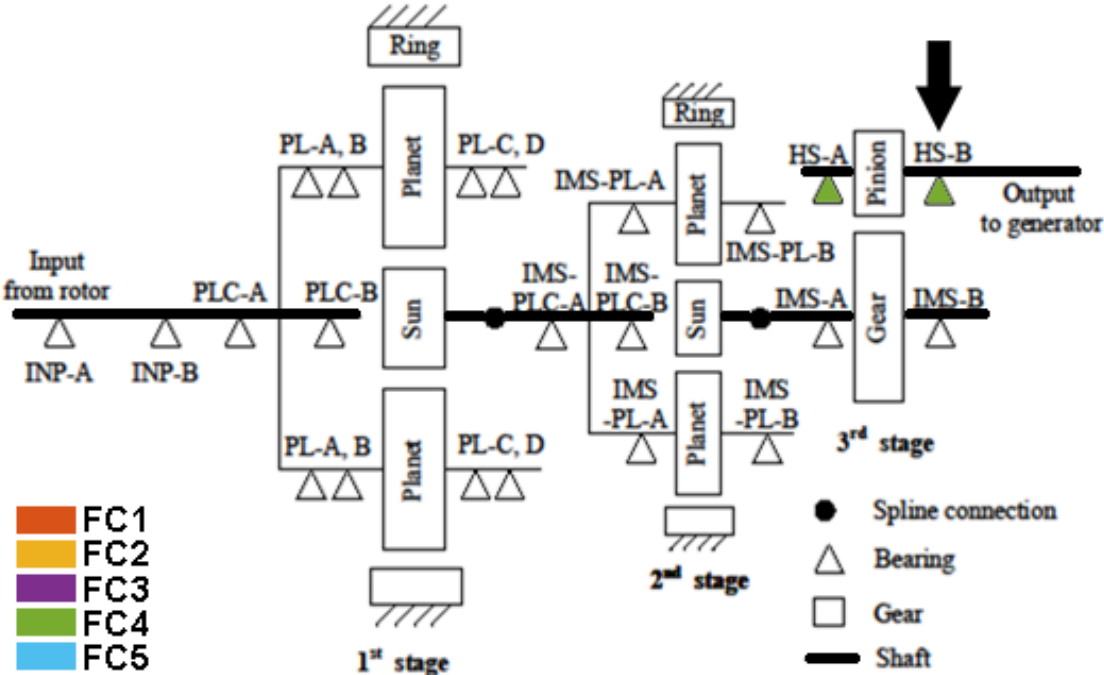 Ring
Ring
PL-A, B
Planet
PL-C, D
HS-A
Pinion
HS-B
IMS-PL-A
Planet
Output
to generator
IMS-PL-B
Input
from rotor
PLC-A
PLC-B
Sun
IMS-
PLC-A
IMS-
PLC-B
Sun
IMS-A
Gear
IMS-B
INP-A
INP-B
IMS
-PL-A
Planet
IMS
-PL-B
PL-A, B
Planet
PL-C, D
3rd stage
FC1
FC2
FC3
FC4
FC5
Spline connection
Bearing
Gear
Shaft
2nd stage
1st stage